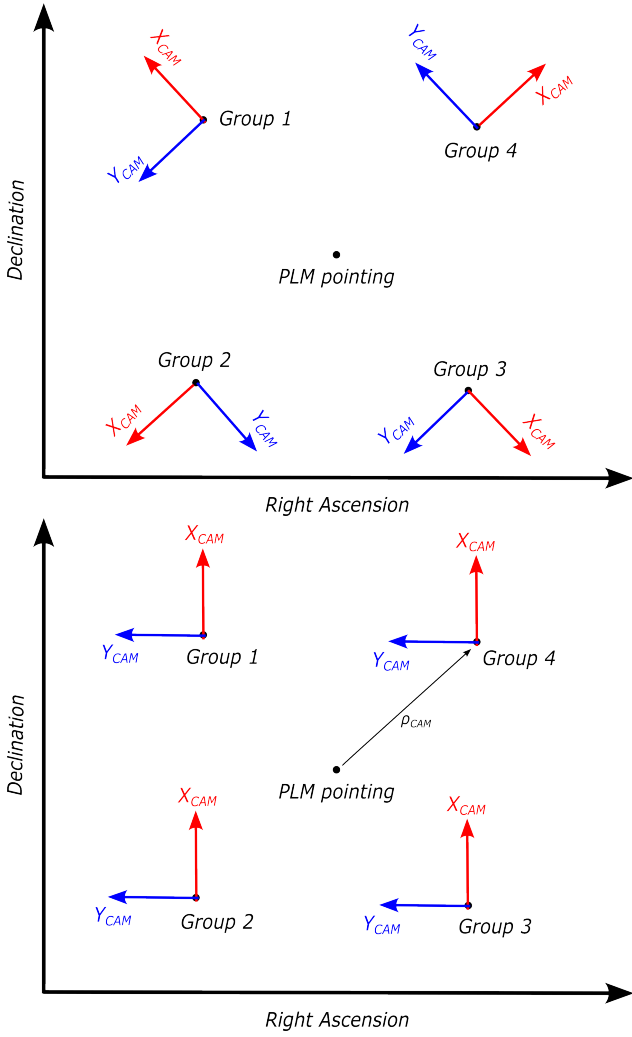 X_CAM
Y_CAM
Group 1
Y_CAM
X_CAM
Group 4
PLM pointing
Group 2
X_CAM
Y_CAM
Group 3
Y_CAM
X_CAM
Declination
Right Ascension
X_CAM
Y_CAM
Group 1
X_CAM
Y_CAM
Group 4
ρ_CAM
PLM pointing
X_CAM
Y_CAM
Group 2
X_CAM
Y_CAM
Group 3
Declination
Right Ascension